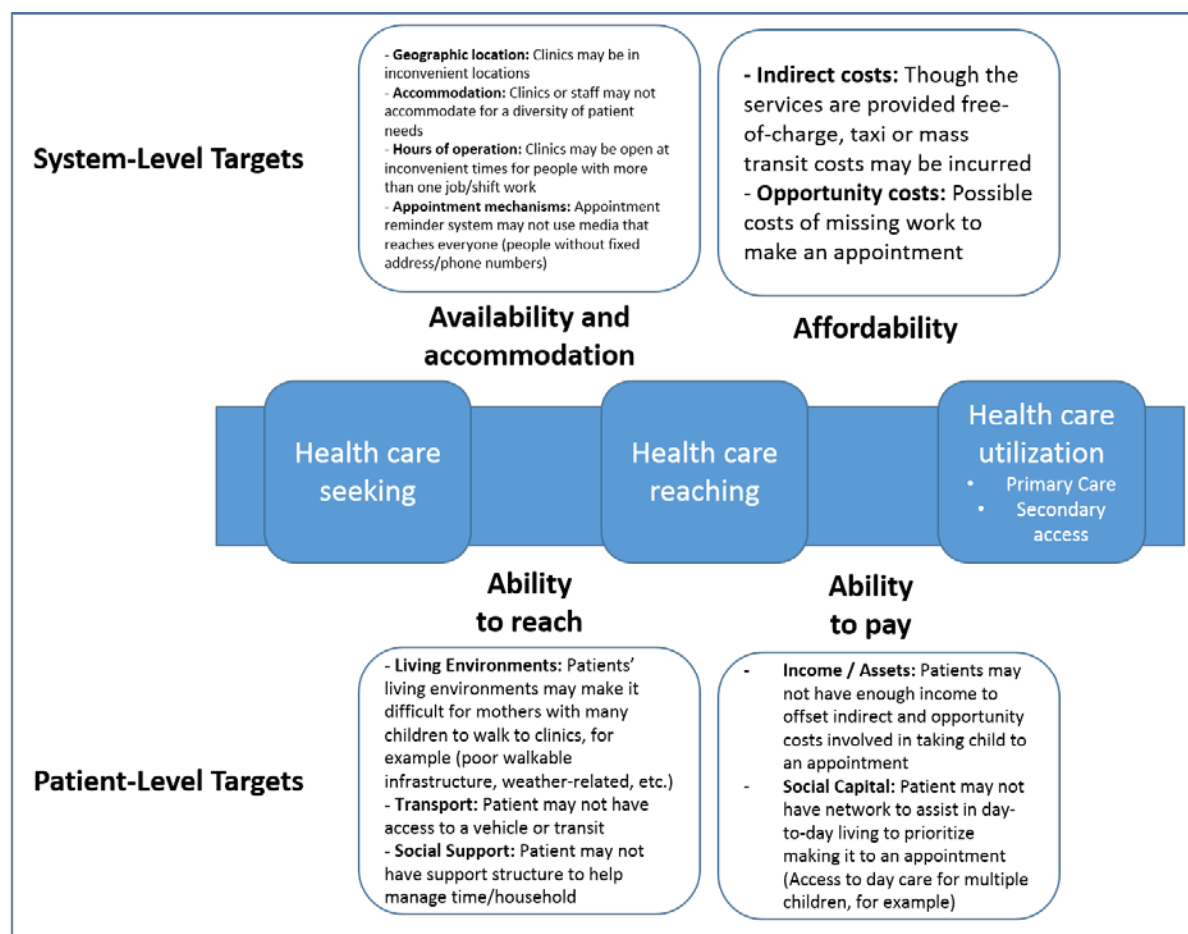 - Geographic location: Clinics may be in
inconvenient locations
- Accommodation: Clinics or staff may not
accommodate for a diversity of patient
needs
- Hours of operation: Clinics may be open at
inconvenient times for people with more
than one job/shift work
- Appointment mechanisms: Appointment
reminder system may not use media that
reaches everyone (people without fixed
address/phone numbers)
- Indirect costs: Though the
services are provided free-
of-charge, taxi or mass
transit costs may be incurred
- Opportunity costs: Possible
costs of missing work to
make an appointment
System-Level Targets
Availability and
accommodation
Affordability
Health care
seeking
Health care
reaching
Health care
utilization
• Primary Care
• Secondary
access
Ability
to reach
Ability
to pay
Patient-Level Targets
- Living Environments: Patients'
living environments may make it
difficult for mothers with many
children to walk to clinics, for
example (poor walkable
infrastructure, weather-related, etc.)
- Transport: Patient may not have
access to a vehicle or transit
- Social Support: Patient may not
have support structure to help
manage time/household
- Income / Assets: Patients may
not have enough income to
offset indirect and opportunity
costs involved in taking child to
an appointment
- Social Capital: Patient may not
have network to assist in day-
to-day living to prioritize
making it to an appointment
(Access to day care for multiple
children, for example)